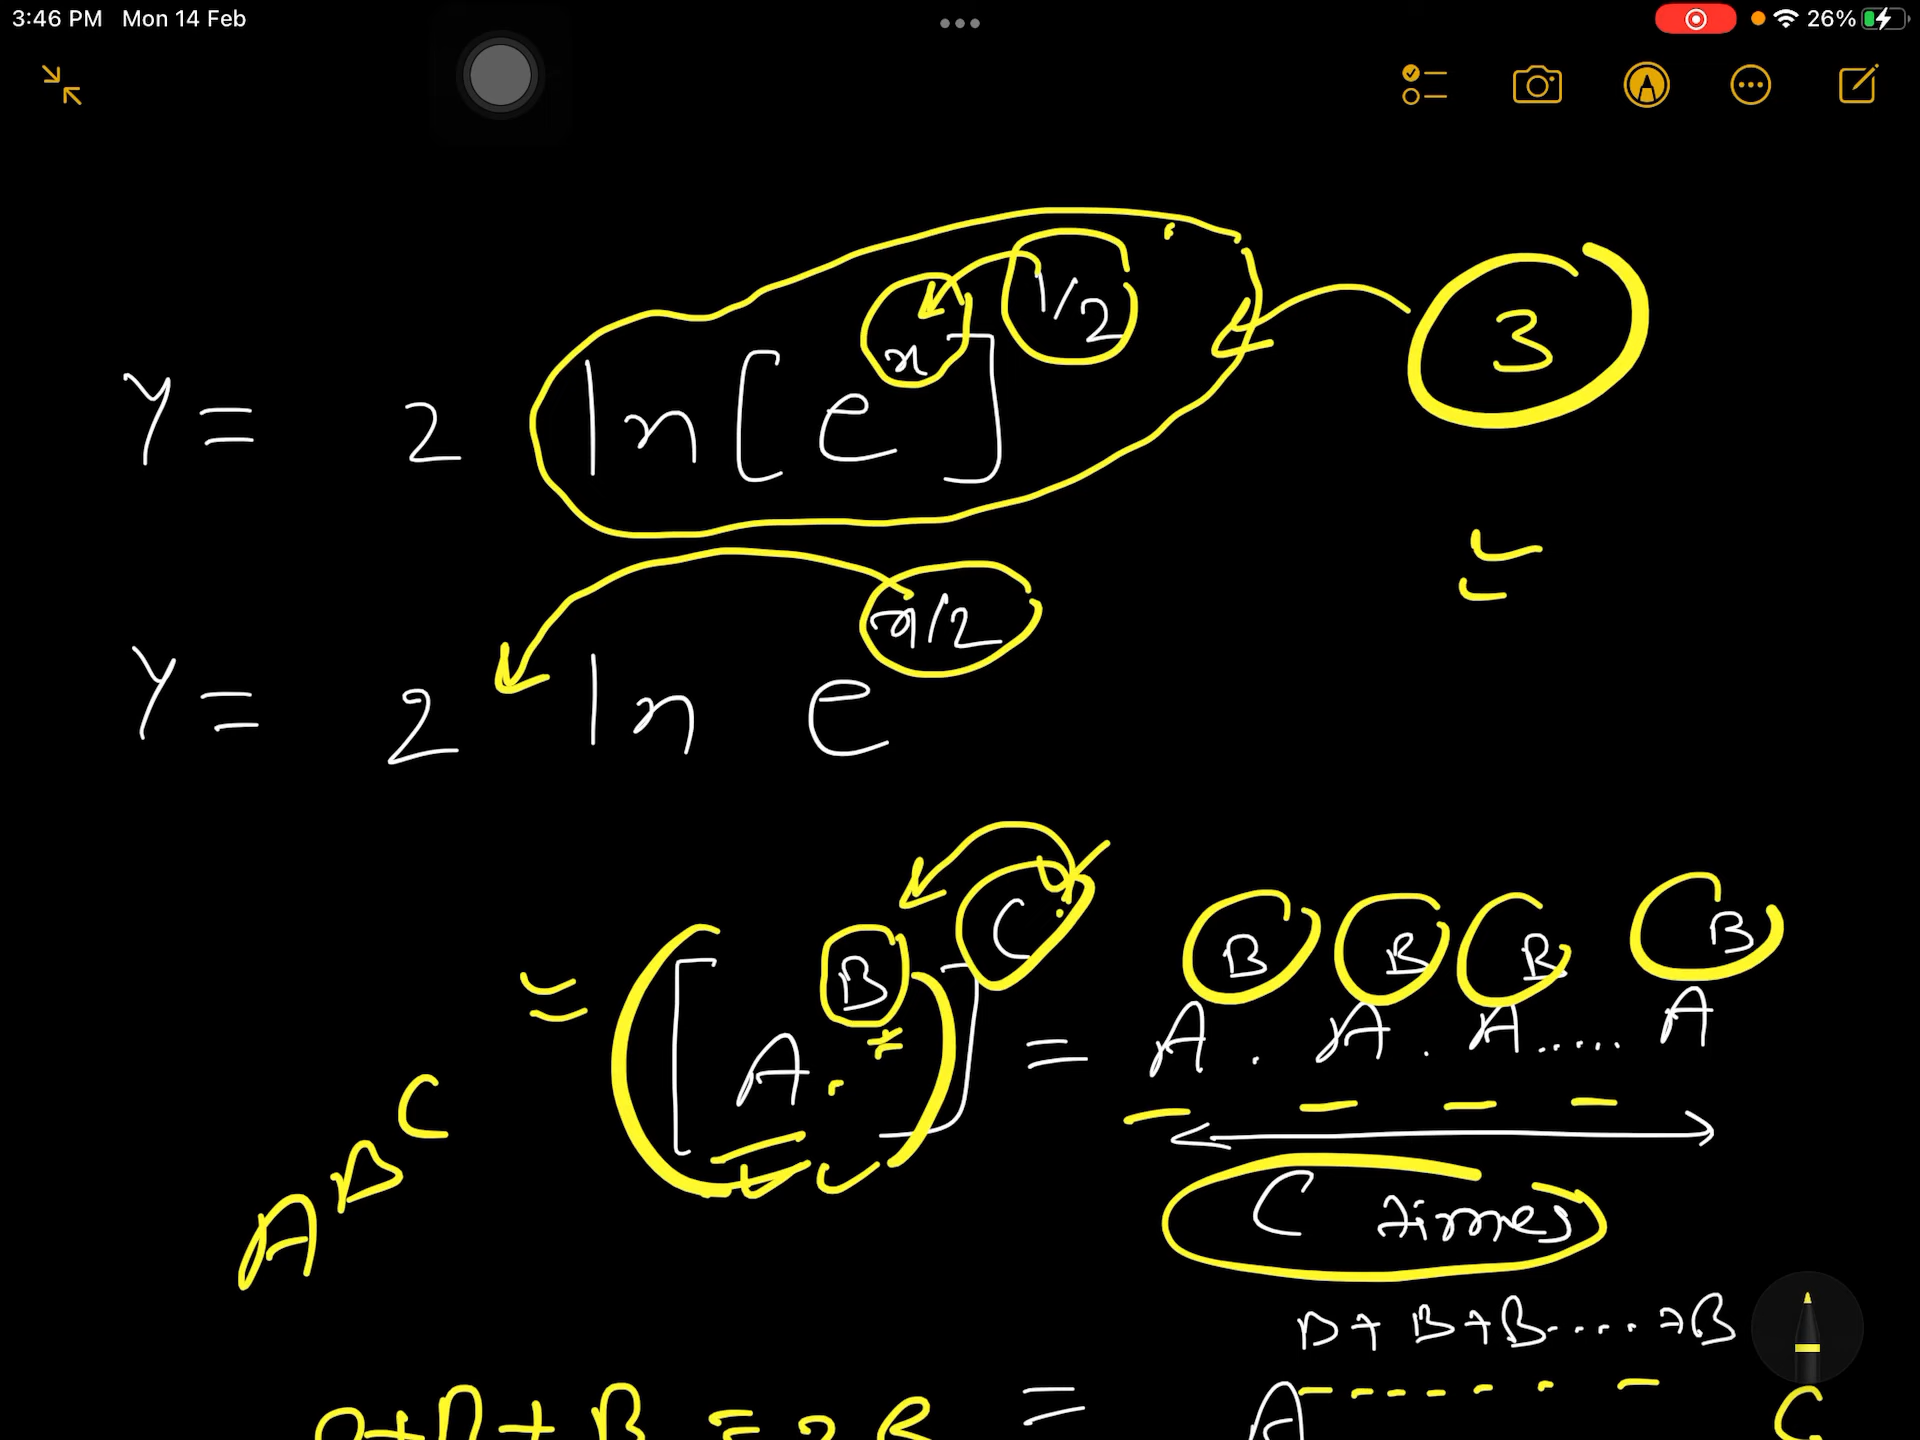 3:46 PM Mon 14 Feb
26%
Y = 2 ln[e^x]^1/2
3
Y = 2 ln e^x/2
= [A^B]^C = A^B . A^B . A^B ..... A^B
A^B^C
C times
B + B + B ..... + B
= A
C